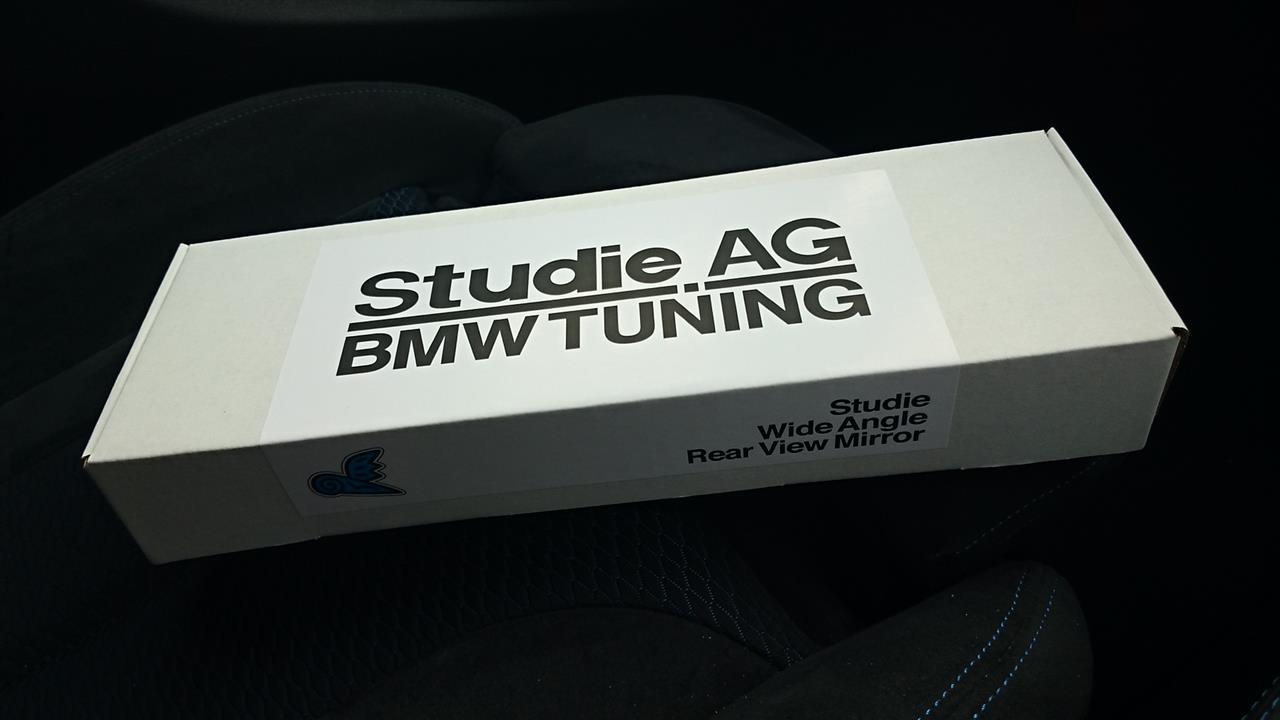 Studie AG
BMW TUNING
Studie
Wide Angle
Rear View Mirror